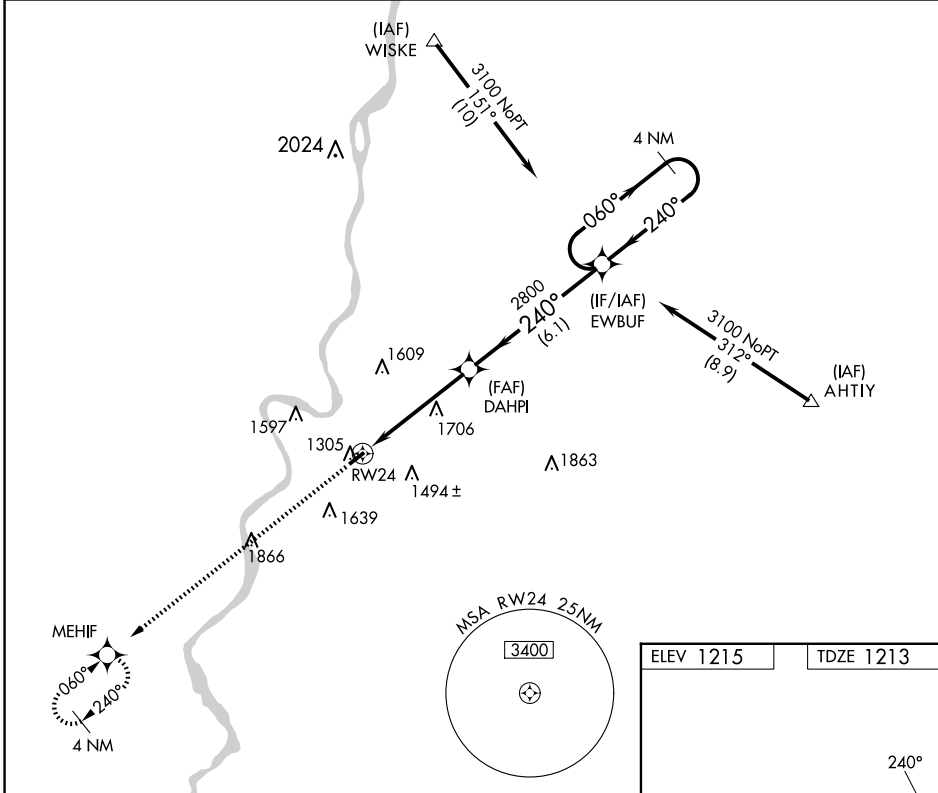 (IAF)
WISKE
3100 NoPT
151°
(10)
2024
4 NM
060°
240°
(IF/IAF)
EWBUF
2800
240°
(6.1)
3100 NoPT
312°
(8.9)
(IAF)
AHTIY
1609
(FAF)
DAHPI
1597
1706
1305
RW24
1863
1494 ±
1639
1866
MEHIF
060°
240°
4 NM
MSA RW24 25NM
3400
ELEV 1215
TDZE 1213
240°